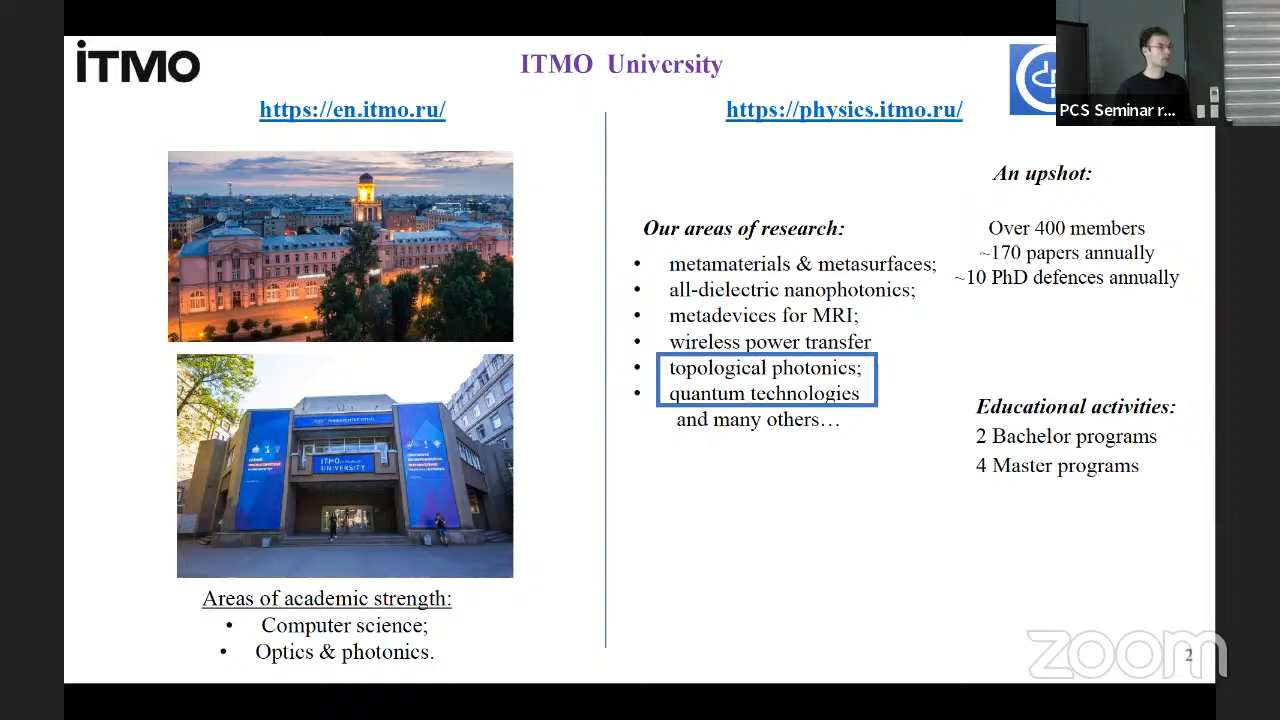 iTMO
ITMO University
https://en.itmo.ru/
https://physics.itmo.ru/
PCS Seminar r...
An upshot:
Over 400 members
~170 papers annually
~10 PhD defences annually
Our areas of research:
• metamaterials & metasurfaces;
• all-dielectric nanophotonics;
• metadevices for MRI;
• wireless power transfer
• topological photonics;
• quantum technologies
and many others…
Educational activities:
2 Bachelor programs
4 Master programs
ITMO
UNIVERSITY
Areas of academic strength:
• Computer science;
• Optics & photonics.
zoom
2